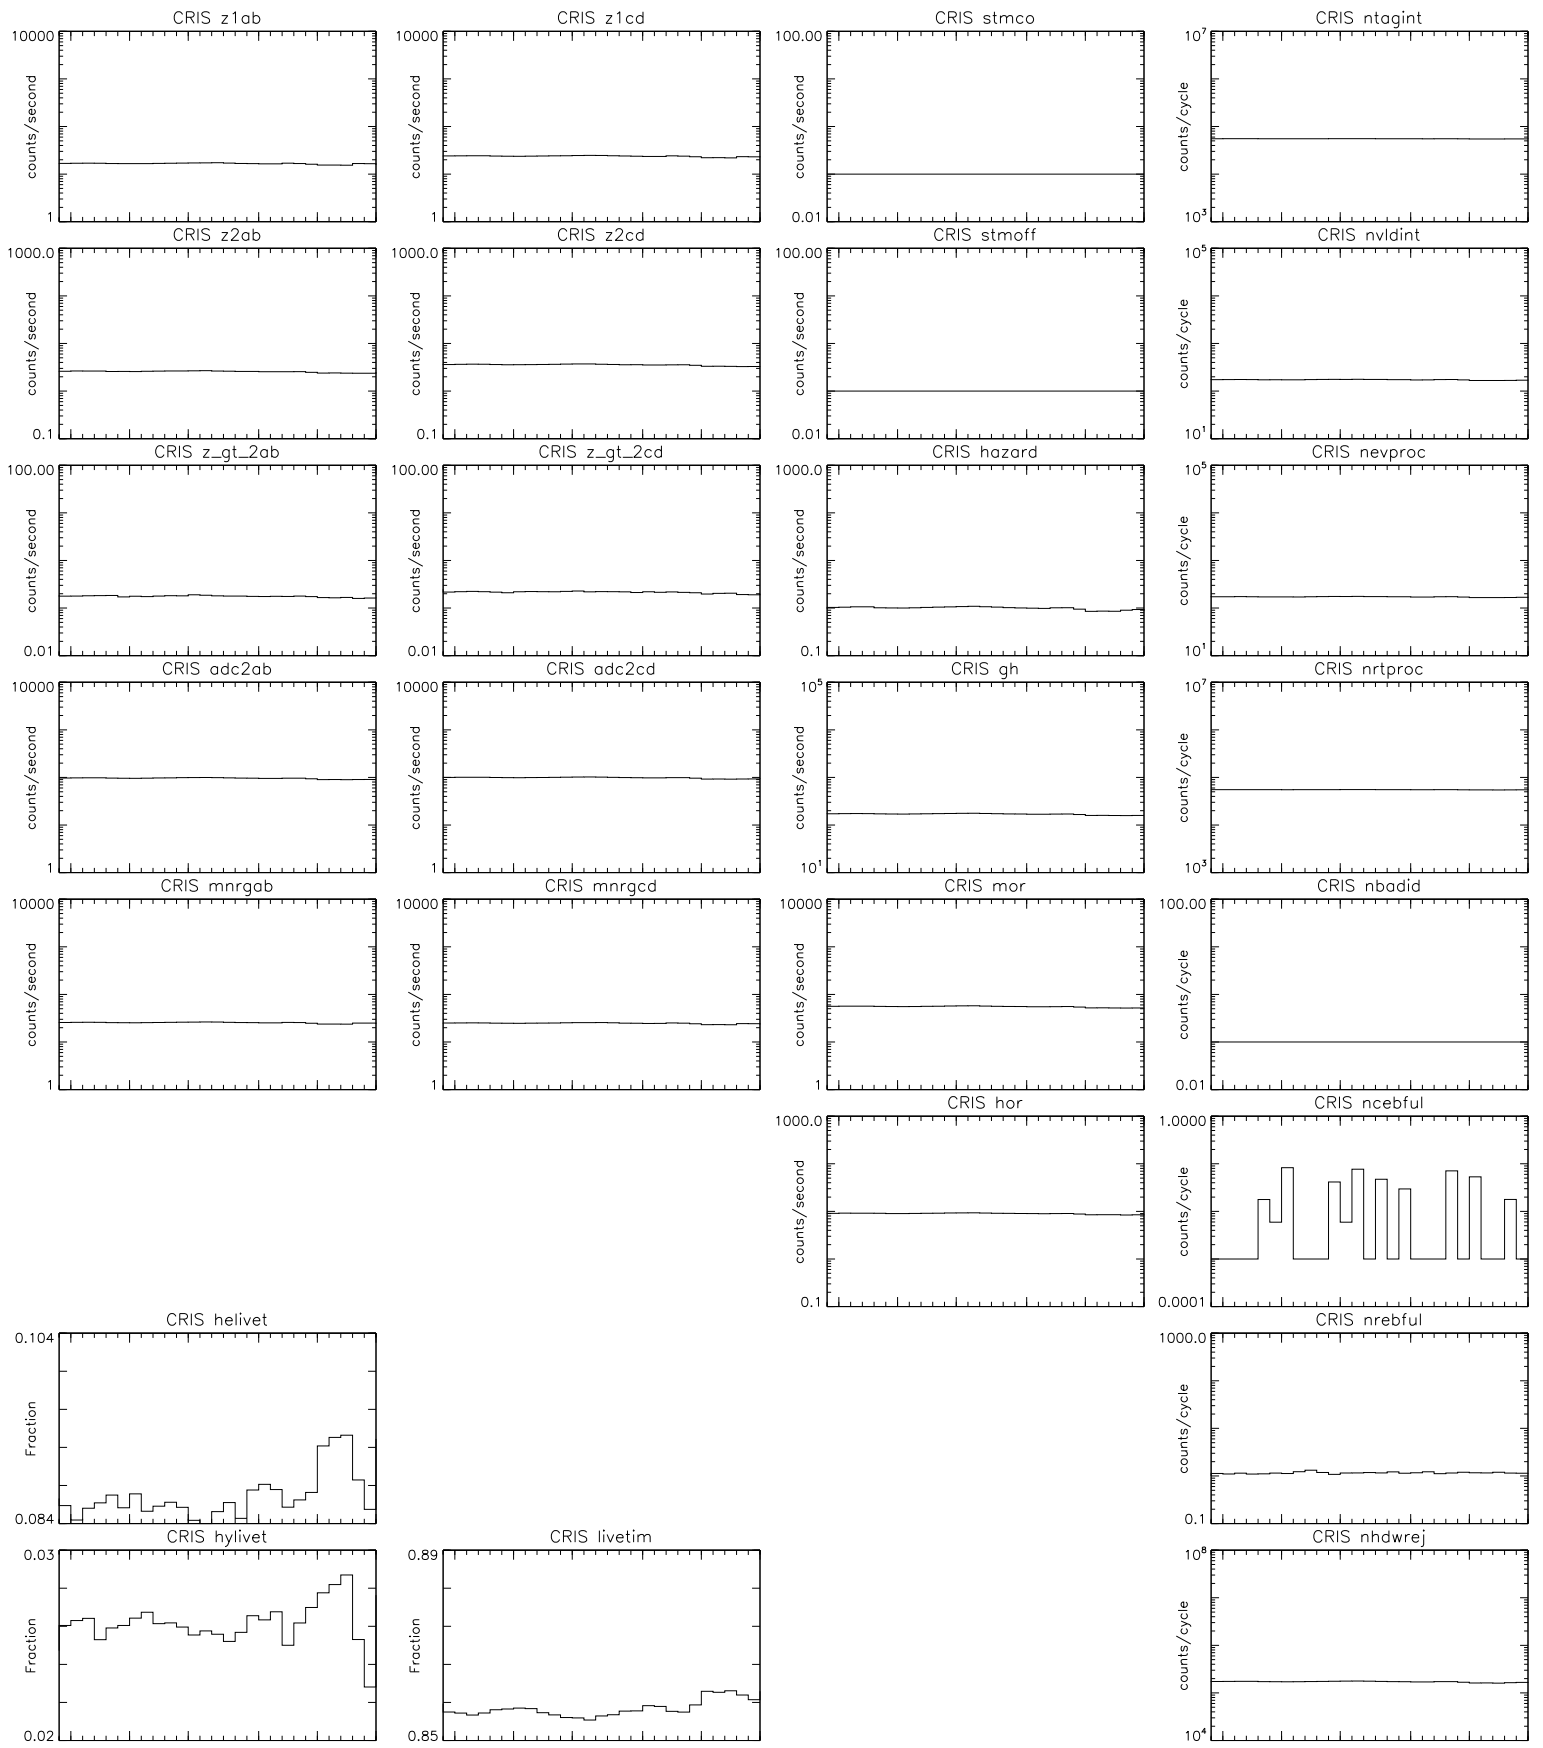 CRIS z1ab
10000
counts/second
1
CRIS z1cd
10000
counts/second
1
CRIS stmco
100.00
counts/second
0.01
CRIS ntagint
10⁷
counts/cycle
10³
CRIS z2ab
1000.0
counts/second
0.1
CRIS z2cd
1000.0
counts/second
0.1
CRIS stmoff
100.00
counts/second
0.01
CRIS nvldint
10⁵
counts/cycle
10¹
CRIS z_gt_2ab
100.00
counts/second
0.01
CRIS z_gt_2cd
100.00
counts/second
0.01
CRIS hazard
1000.0
counts/second
0.1
CRIS nevproc
10⁵
counts/cycle
10¹
CRIS adc2ab
10000
counts/second
1
CRIS adc2cd
10000
counts/second
1
CRIS gh
10⁵
counts/second
10¹
CRIS nrtproc
10⁷
counts/cycle
10³
CRIS mnrgab
10000
counts/second
1
CRIS mnrgcd
10000
counts/second
1
CRIS mor
10000
counts/second
1
CRIS nbadid
100.00
counts/cycle
0.01
CRIS hor
1000.0
counts/second
0.1
CRIS ncebful
1.0000
counts/cycle
0.0001
CRIS helivet
0.104
Fraction
0.084
CRIS nrebful
1000.0
counts/cycle
0.1
CRIS hylivet
0.03
Fraction
0.02
CRIS livetim
0.89
Fraction
0.85
CRIS nhdwrej
10⁸
counts/cycle
10⁴